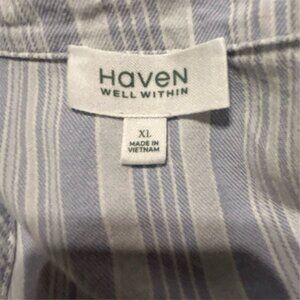 HaveN
WELL WITHIN
XL
MADE IN
VIETNAM